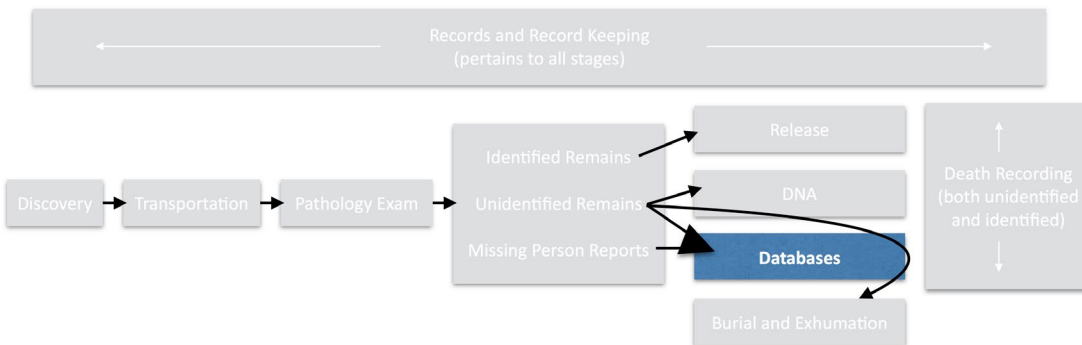 Records and Record Keeping
(pertains to all stages)
Discovery
Transportation
Pathology Exam
Identified Remains
Unidentified Remains
Missing Person Reports
Release
DNA
Databases
Burial and Exhumation
Death Recording
(both unidentified
and identified)